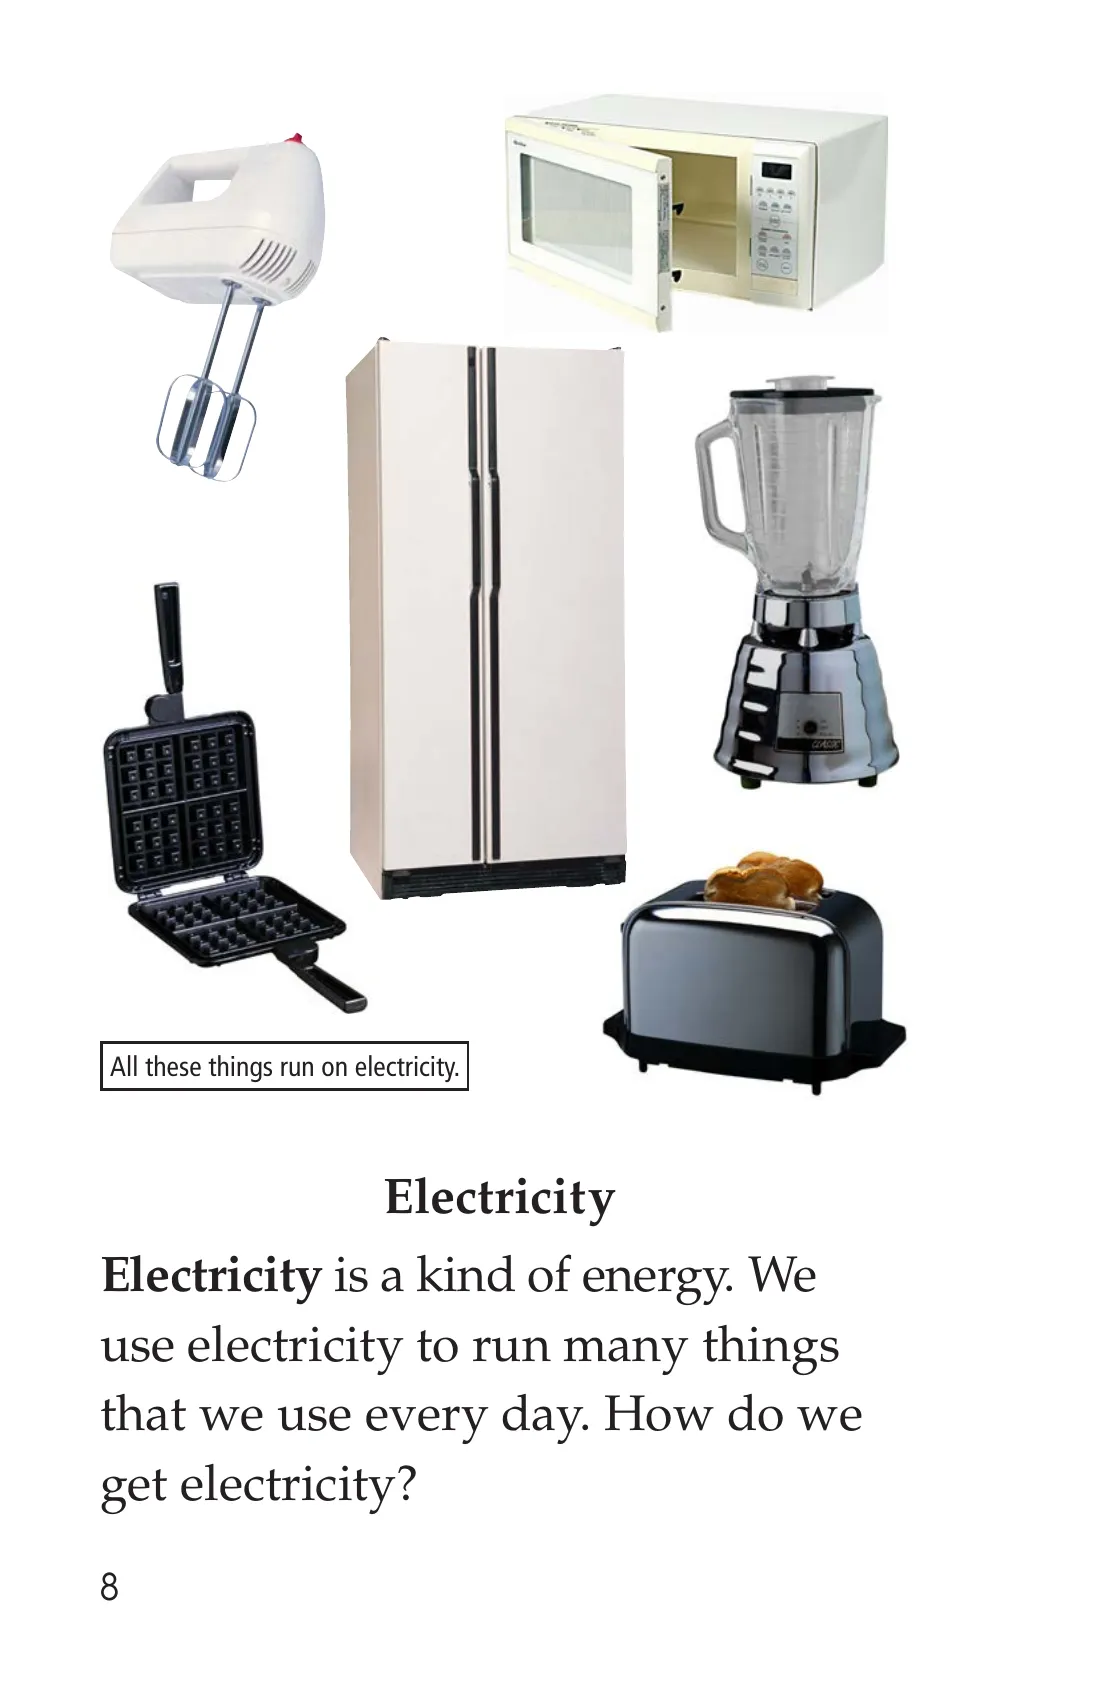 CLASSIC
All these things run on electricity.
Electricity
Electricity is a kind of energy. We
use electricity to run many things
that we use every day. How do we
get electricity?
8